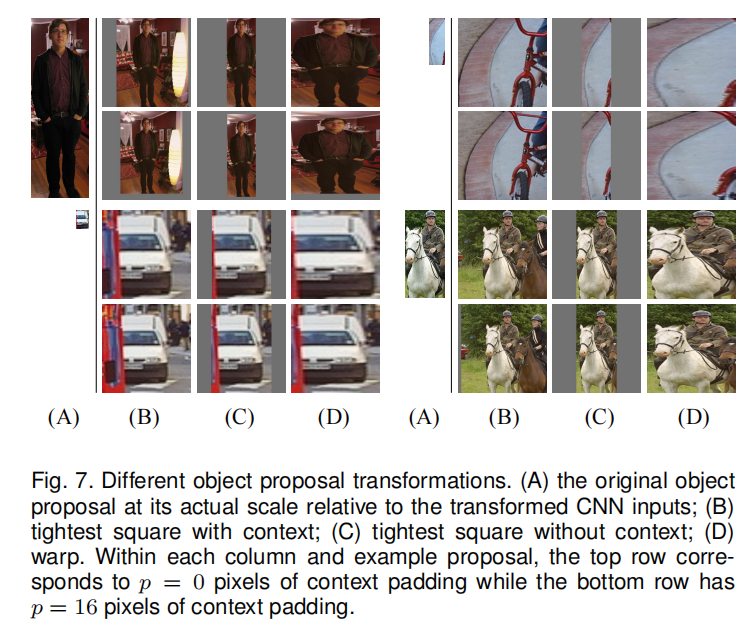 (A) (B) (C) (D) (A) (B) (C) (D)
Fig. 7. Different object proposal transformations. (A) the original object
proposal at its actual scale relative to the transformed CNN inputs; (B)
tightest square with context; (C) tightest square without context; (D)
warp. Within each column and example proposal, the top row corre-
sponds to p = 0 pixels of context padding while the bottom row has
p = 16 pixels of context padding.